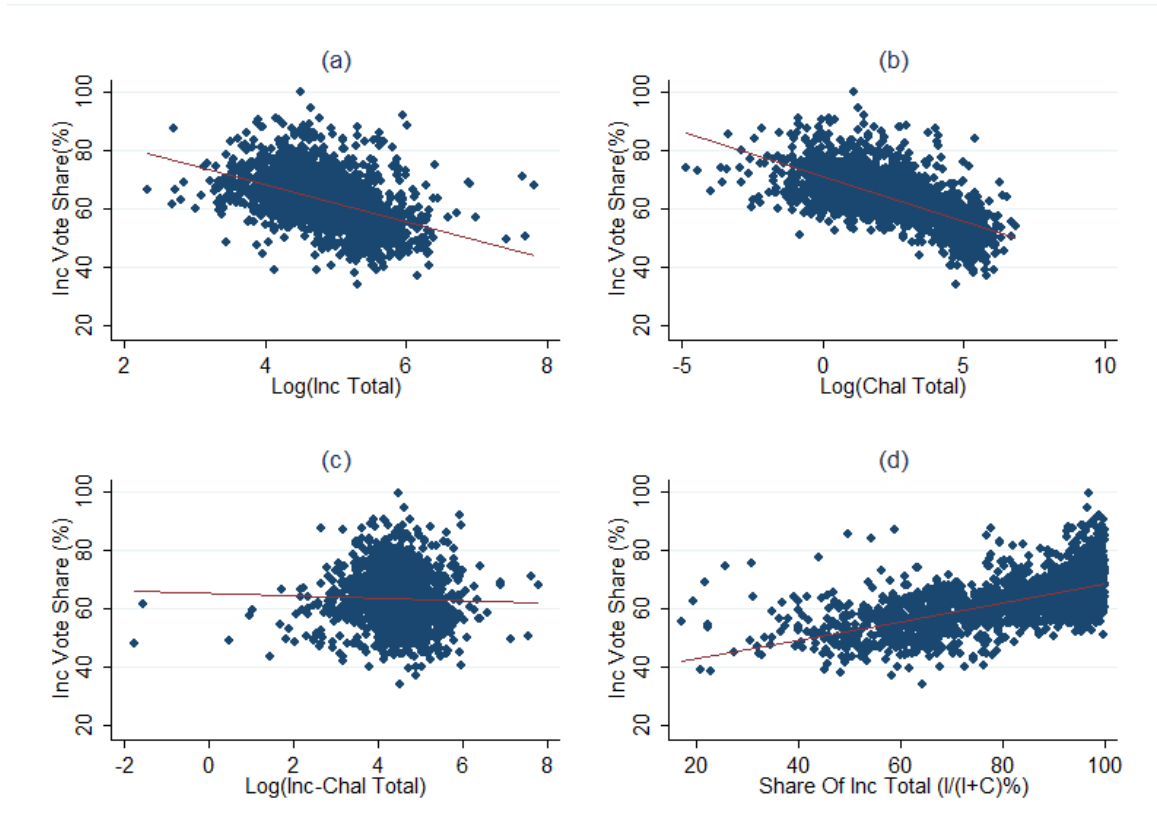 (a)
Inc Vote Share(%)
100
80
60
40
20
2 4 6 8
Log(Inc Total)
(b)
Inc Vote Share(%)
100
80
60
40
20
-5 0 5 10
Log(Chal Total)
(c)
Inc Vote Share (%)
100
80
60
40
20
-2 0 2 4 6 8
Log(Inc-Chal Total)
(d)
Inc Vote Share (%)
100
80
60
40
20
20 40 60 80 100
Share Of Inc Total (I/(I+C)%)